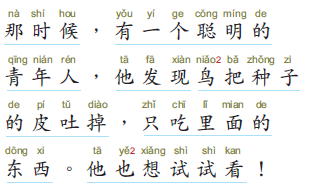 nà shí hou yǒu yí ge cōng míng de
那时候，有一个聪明的
qīng nián rén tā fā xiàn niǎo2 bǎ zhǒng zi
青年人，他发现鸟把种子
de pí tǔ diào zhǐ chī lǐ mian de
的皮吐掉，只吃里面的
dōng xi tā yě2 xiǎng shì shì kan
东西。他也想试试看！